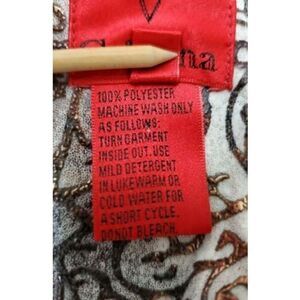 100% POLYESTER
MACHINE WASH ONLY
AS FOLLOWS:
TURN GARMENT
INSIDE OUT. USE
MILD DETERGENT
IN LUKEWARM OR
COLD WATER FOR
A SHORT CYCLE.
DO NOT BLEACH.